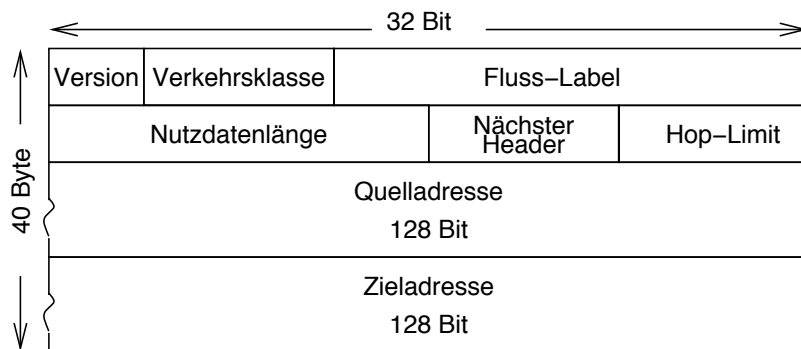 32 Bit
40 Byte
Version Verkehrsklasse Fluss–Label
Nutzdatenlänge Nächster Header Hop–Limit
Quelladresse
128 Bit
Zieladresse
128 Bit